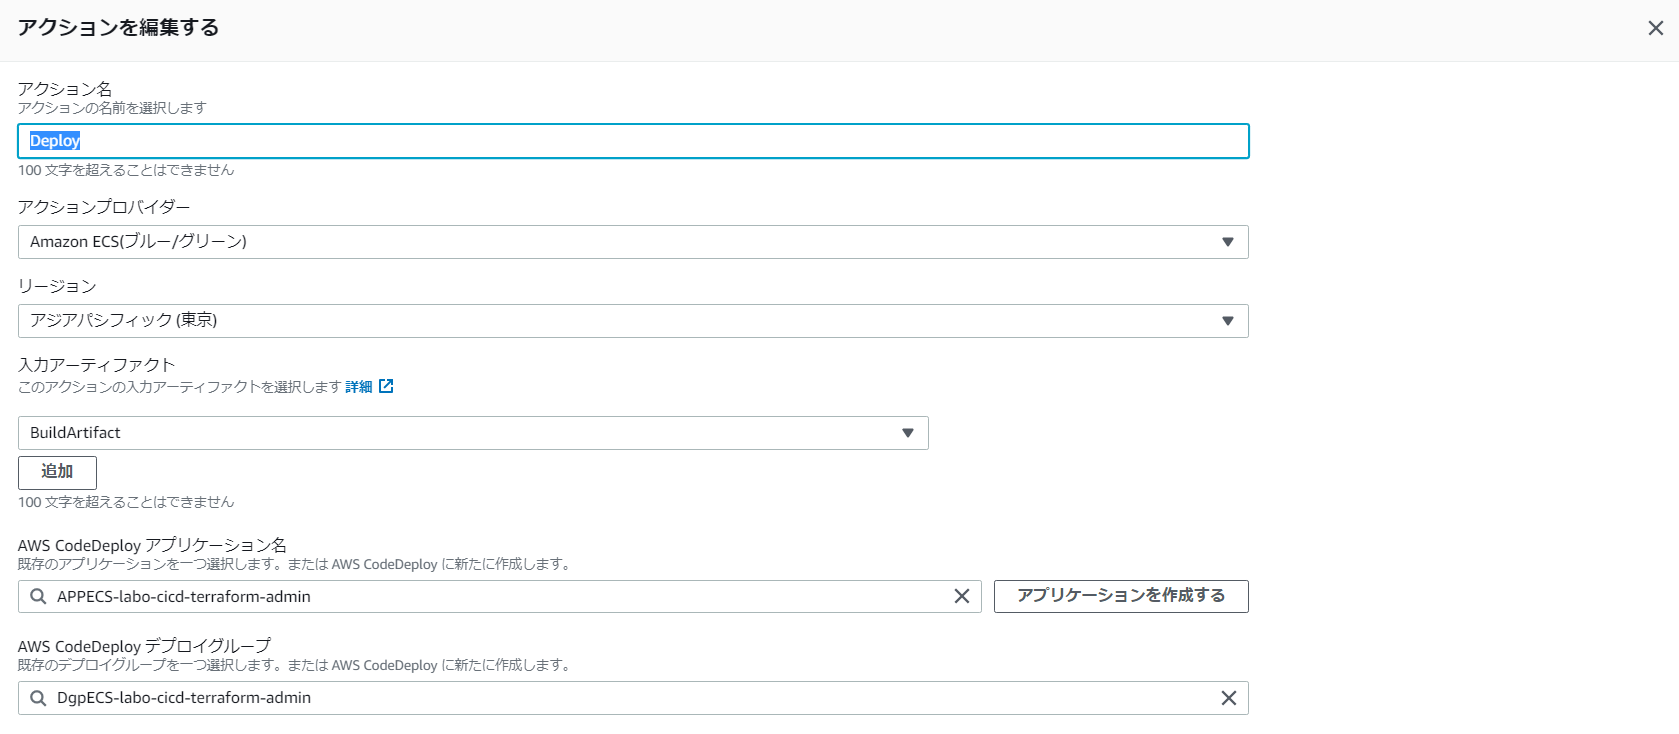 アクションを編集する
アクション名
アクションの名前を選択します
Deploy
100 文字を超えることはできません
アクションプロバイダー
Amazon ECS(ブルー/グリーン)
リージョン
アジアパシフィック (東京)
入力アーティファクト
このアクションの入力アーティファクトを選択します 詳細
BuildArtifact
追加
100 文字を超えることはできません
AWS CodeDeploy アプリケーション名
既存のアプリケーションを一つ選択します。または AWS CodeDeploy に新たに作成します。
APPECS-labo-cicd-terraform-admin
アプリケーションを作成する
AWS CodeDeploy デプロイグループ
既存のデプロイグループを一つ選択します。または AWS CodeDeploy に新たに作成します。
DgpECS-labo-cicd-terraform-admin